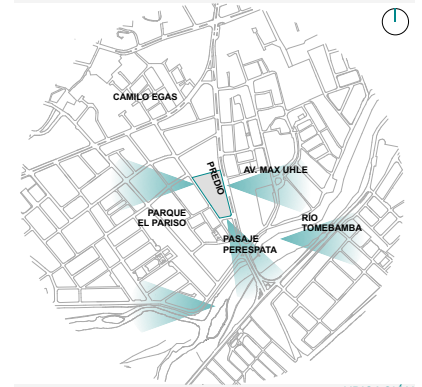 CAMILO EGAS
PREDIO
AV. MAX UHLE
PARQUE
EL PARISO
RÍO
TOMEBAMBA
PASAJE
PERESPATA